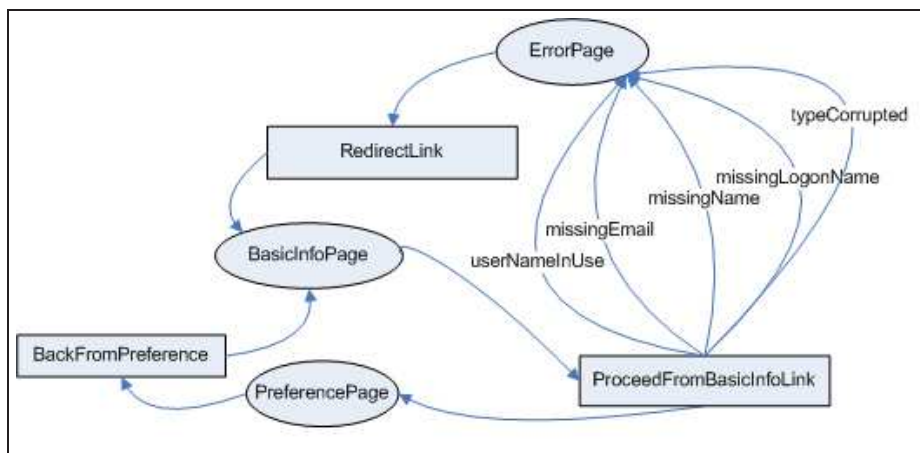 ErrorPage
typeCorrupted
RedirectLink
missingLogonName
missingName
missingEmail
userNameInUse
BasicInfoPage
BackFromPreference
PreferencePage
ProceedFromBasicInfoLink